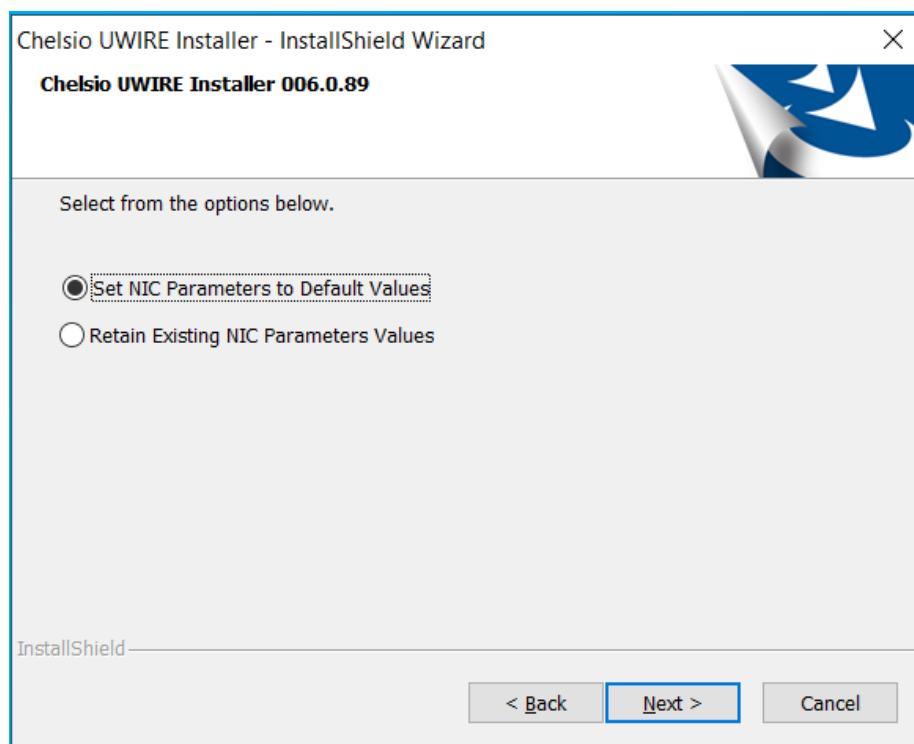 Chelsio UWIRE Installer - InstallShield Wizard
Chelsio UWIRE Installer 006.0.89
Select from the options below.
Set NIC Parameters to Default Values
Retain Existing NIC Parameters Values
InstallShield
< Back Next > Cancel